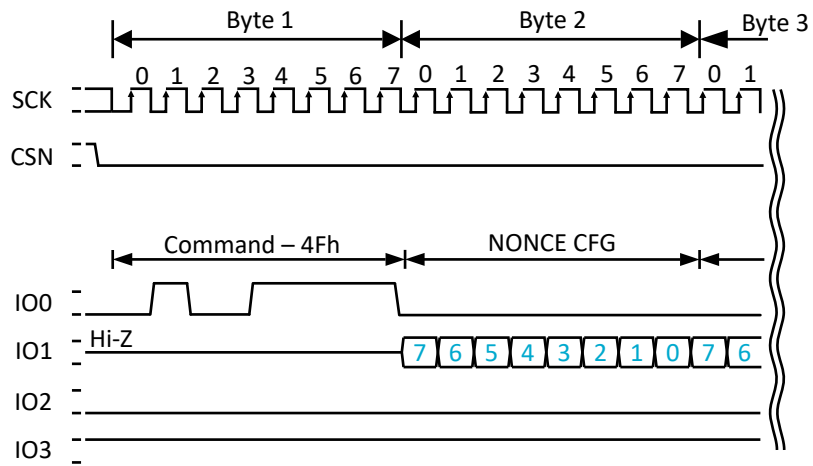 Byte 1 Byte 2 Byte 3
0 1 2 3 4 5 6 7 0 1 2 3 4 5 6 7 0 1
SCK
CSN
Command – 4Fh NONCE CFG
IO0
Hi-Z
IO1 7 6 5 4 3 2 1 0 7 6
IO2
IO3